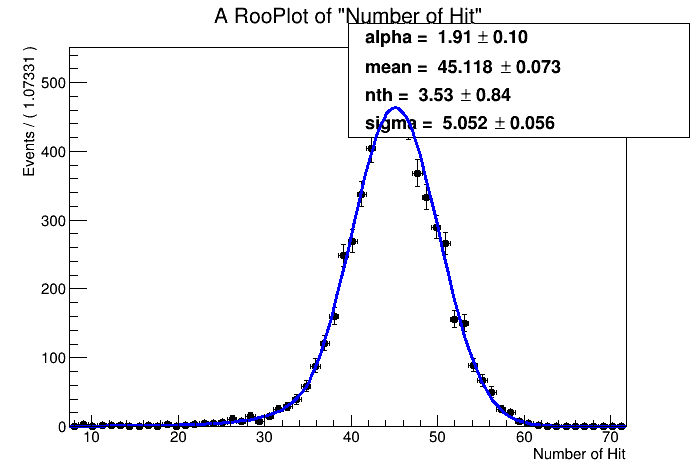 A RooPlot of "Number of Hit"
alpha = 1.91 ± 0.10
mean = 45.118 ± 0.073
nth = 3.53 ± 0.84
sigma = 5.052 ± 0.056
Events / ( 1.07331 )
500
400
300
200
100
0
10 20 30 40 50 60 70
Number of Hit